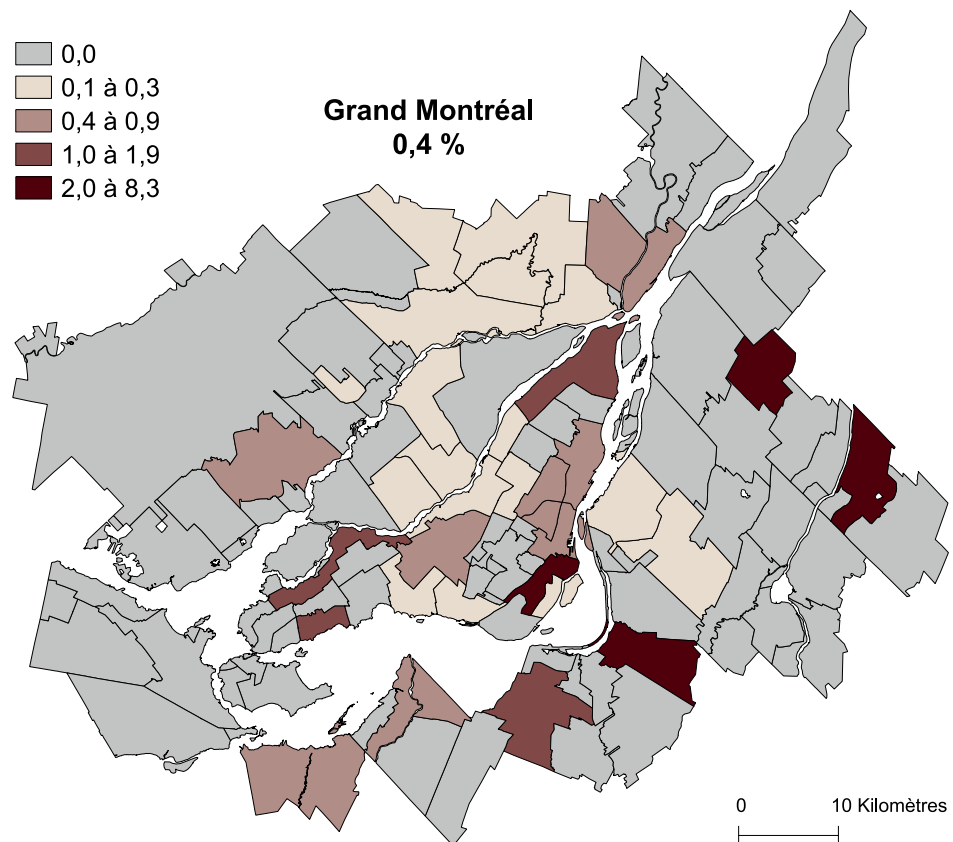 0,0
0,1 à 0,3
0,4 à 0,9
1,0 à 1,9
2,0 à 8,3
Grand Montréal
0,4 %
0 10 Kilomètres